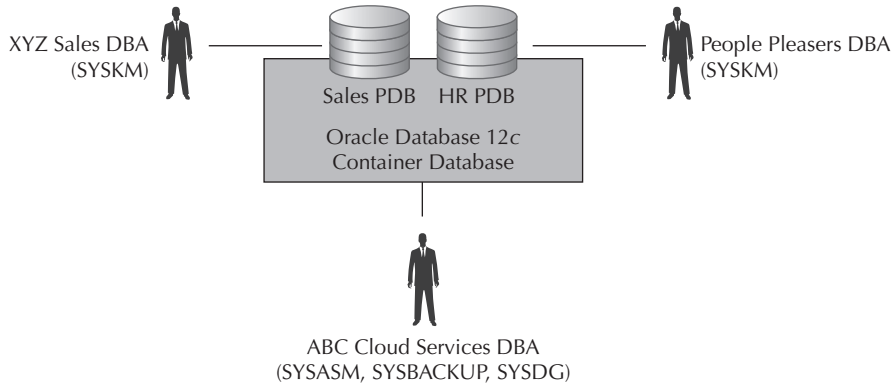 XYZ Sales DBA
(SYSKM)
People Pleasers DBA
(SYSKM)
Sales PDB
HR PDB
Oracle Database 12c
Container Database
ABC Cloud Services DBA
(SYSASM, SYSBACKUP, SYSDG)